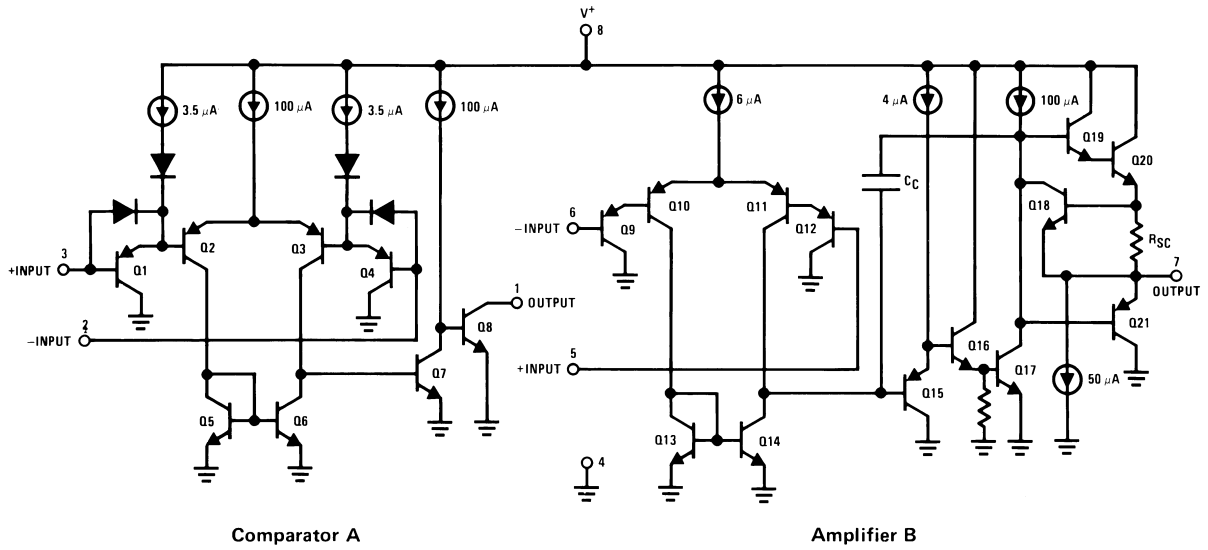 V+
8
3.5 μA
100 μA
3.5 μA
100 μA
6 μA
4 μA
100 μA
Q19
Q20
CC
Q18
Q10
Q11
6
-INPUT
Q9
Q12
RSC
7
OUTPUT
3
+INPUT
Q1
Q2
Q3
Q4
1
OUTPUT
2
-INPUT
Q8
Q21
5
+INPUT
Q7
Q16
Q17
Q15
50 μA
Q5
Q6
Q13
Q14
4
Comparator A
Amplifier B